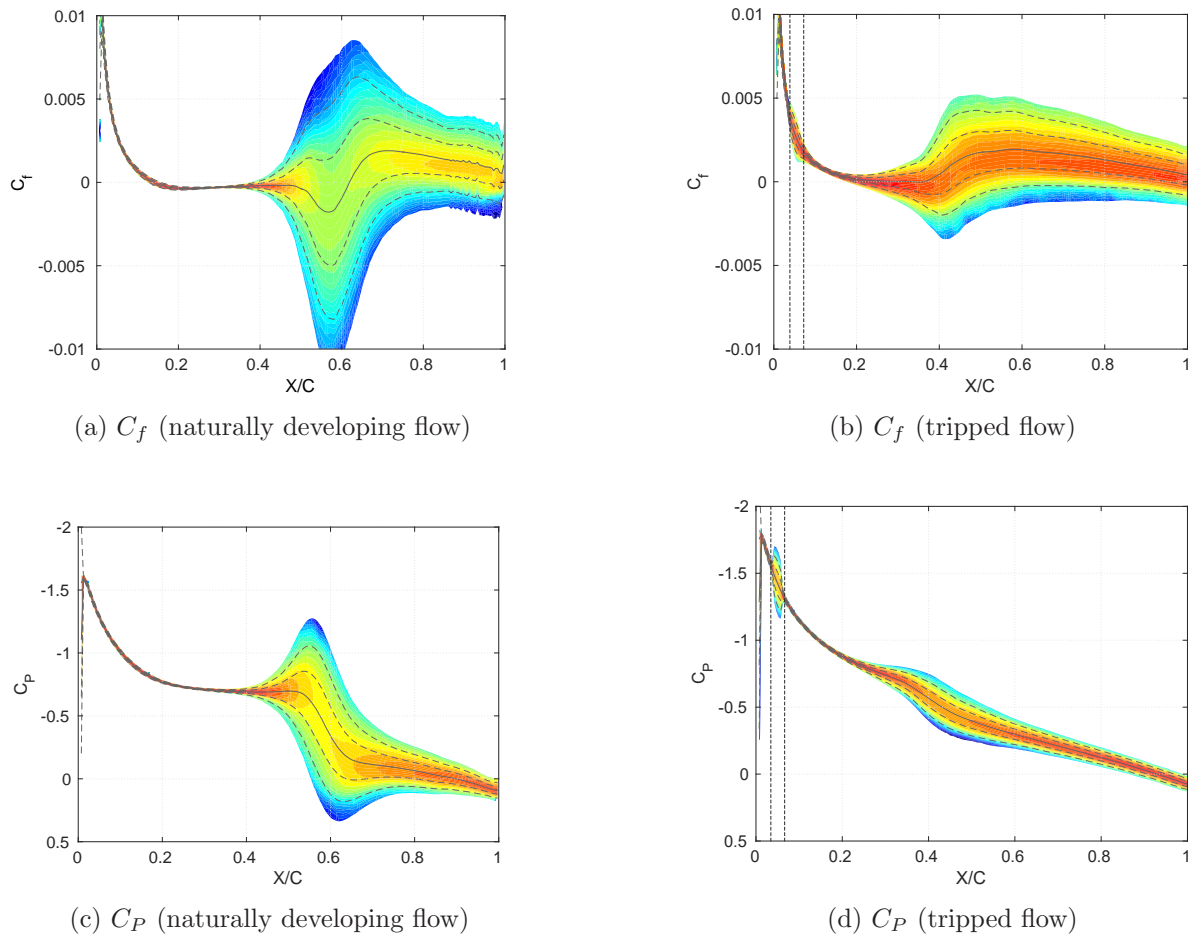 0.01
0.005
0
-0.005
-0.01
C_f
0 0.2 0.4 0.6 0.8 1
X/C
(a) C_f (naturally developing flow)
0.01
0.005
0
-0.005
-0.01
C_f
0 0.2 0.4 0.6 0.8 1
X/C
(b) C_f (tripped flow)
-2
-1.5
-1
-0.5
0
0.5
C_P
0 0.2 0.4 0.6 0.8 1
X/C
(c) C_P (naturally developing flow)
-2
-1.5
-1
-0.5
0
0.5
C_P
0 0.2 0.4 0.6 0.8 1
X/C
(d) C_P (tripped flow)